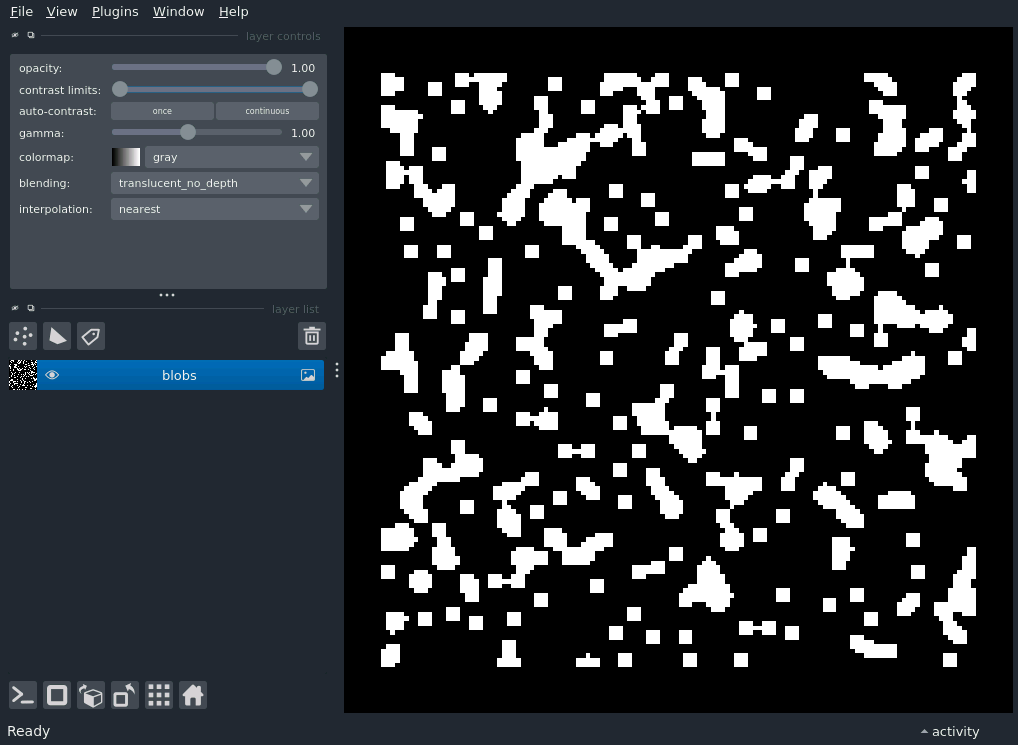 File View Plugins Window Help
layer controls
opacity: 1.00
contrast limits:
auto-contrast: once continuous
gamma: 1.00
colormap: gray
blending: translucent_no_depth
interpolation: nearest
layer list
blobs
Ready
activity